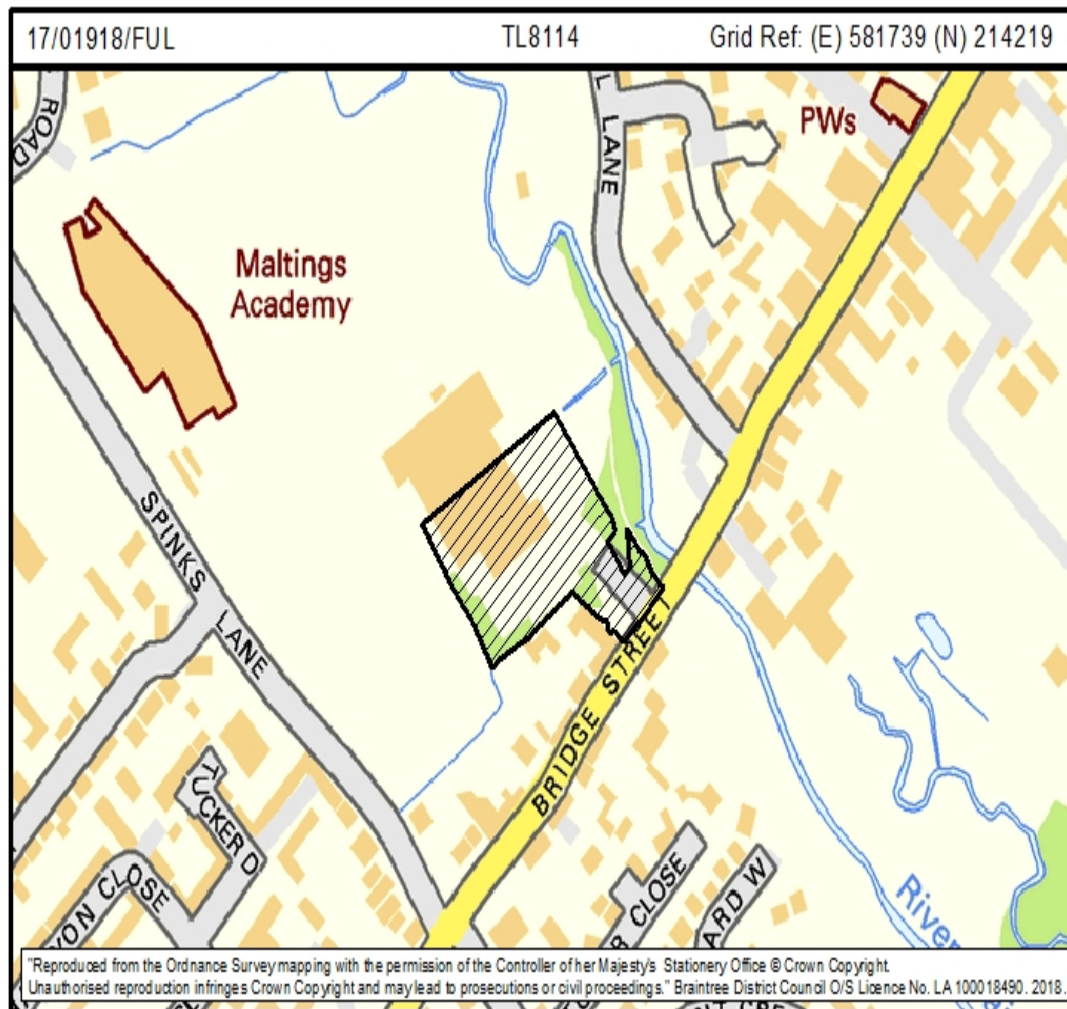 17/01918/FUL TL8114 Grid Ref: (E) 581739 (N) 214219
ROAD
L
LANE
PWs
Maltings
Academy
SPINKS
LANE
BRIDGE STREET
TUCKER D
VON CLOSE
R CLOSE
ARD W
River
"Reproduced from the Ordnance Survey mapping with the permission of the Controller of her Majesty's Stationery Office © Crown Copyright.
Unauthorised reproduction infringes Crown Copyright and may lead to prosecutions or civil proceedings." Braintree District Council O/S Licence No. LA 100018490. 2018.